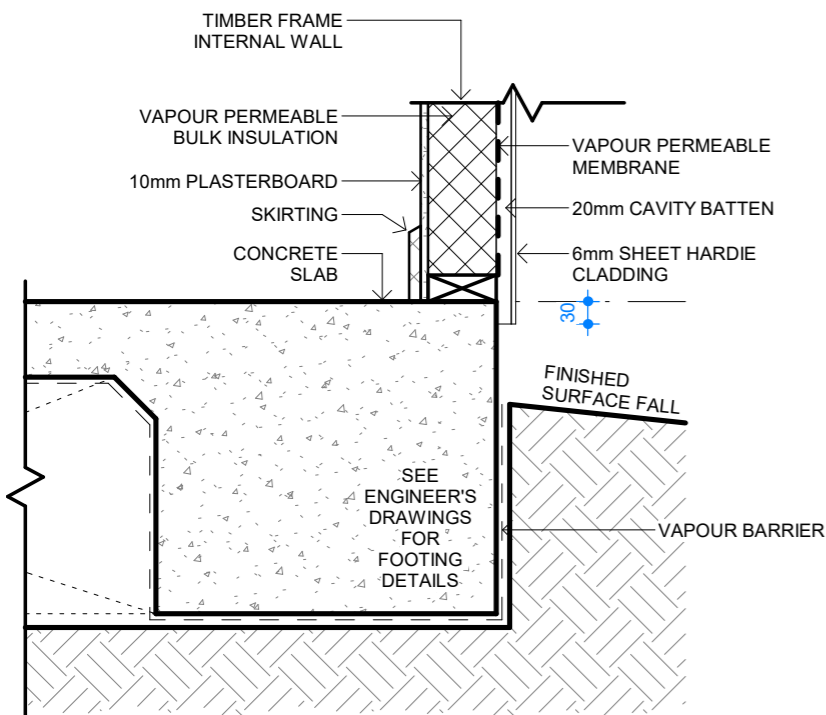 TIMBER FRAME
INTERNAL WALL
VAPOUR PERMEABLE
BULK INSULATION
10mm PLASTERBOARD
SKIRTING
CONCRETE
SLAB
VAPOUR PERMEABLE
MEMBRANE
20mm CAVITY BATTEN
6mm SHEET HARDIE
CLADDING
30
FINISHED
SURFACE FALL
SEE
ENGINEER'S
DRAWINGS
FOR
FOOTING
DETAILS
VAPOUR BARRIER